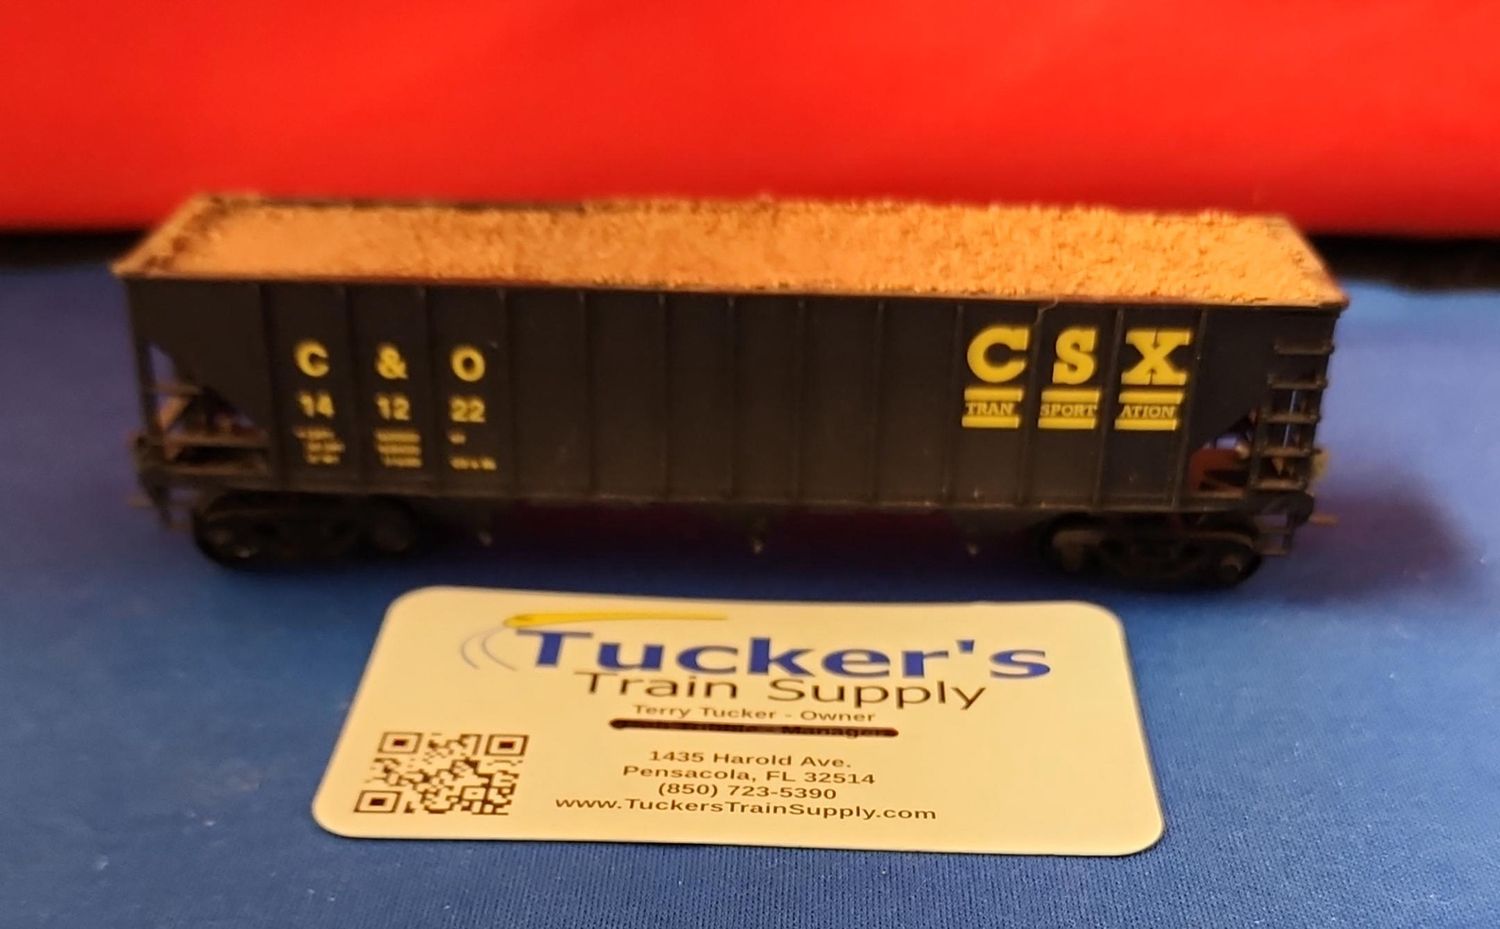 C & O
14 12 22
CSX
TRAN SPORT ATION
Tucker's
Train Supply
Terry Tucker - Owner
1435 Harold Ave.
Pensacola, FL 32514
(850) 723-5390
www.TuckersTrainSupply.com